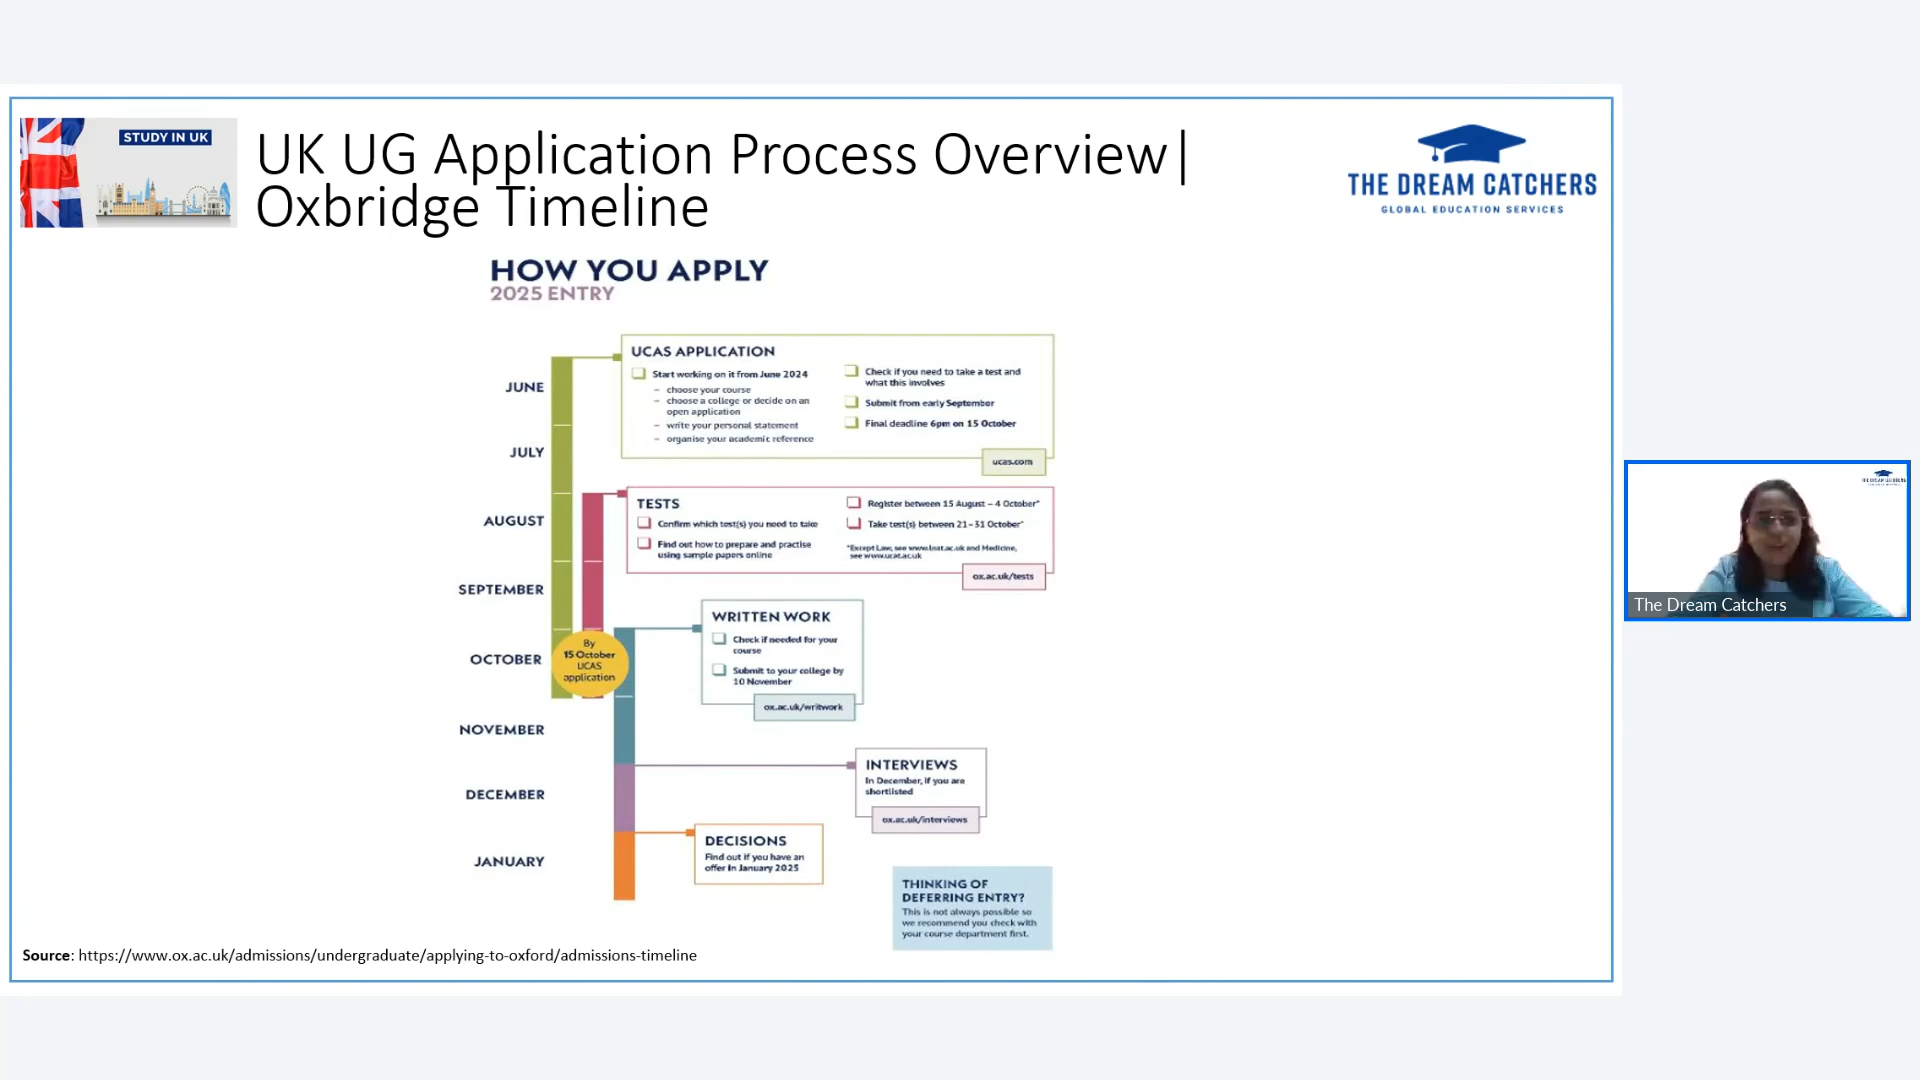 STUDY IN UK
UK UG Application Process Overview|
Oxbridge Timeline
THE DREAM CATCHERS
GLOBAL EDUCATION SERVICES
HOW YOU APPLY
2025 ENTRY
JUNE
JULY
AUGUST
SEPTEMBER
OCTOBER
NOVEMBER
DECEMBER
JANUARY
UCAS APPLICATION
Start working on it from June 2024
– choose your course
– choose a college or decide on an
open application
– write your personal statement
– organise your academic reference
Check if you need to take a test and
what this involves
Submit from early September
Final deadline 6pm on 15 October
ucas.com
TESTS
Confirm which test(s) you need to take
Find out how to prepare and practise
using sample papers online
Register between 15 August – 4 October*
Take test(s) between 21–31 October*
*Except Law, see www.lnat.ac.uk and Medicine,
see www.ucat.ac.uk
ox.ac.uk/tests
By
15 October
UCAS
application
WRITTEN WORK
Check if needed for your
course
Submit to your college by
10 November
ox.ac.uk/writwork
INTERVIEWS
In December, if you are
shortlisted
ox.ac.uk/interviews
DECISIONS
Find out if you have an
offer in January 2025
THINKING OF
DEFERRING ENTRY?
This is not always possible so
we recommend you check with
your course department first.
Source: https://www.ox.ac.uk/admissions/undergraduate/applying-to-oxford/admissions-timeline
The Dream Catchers